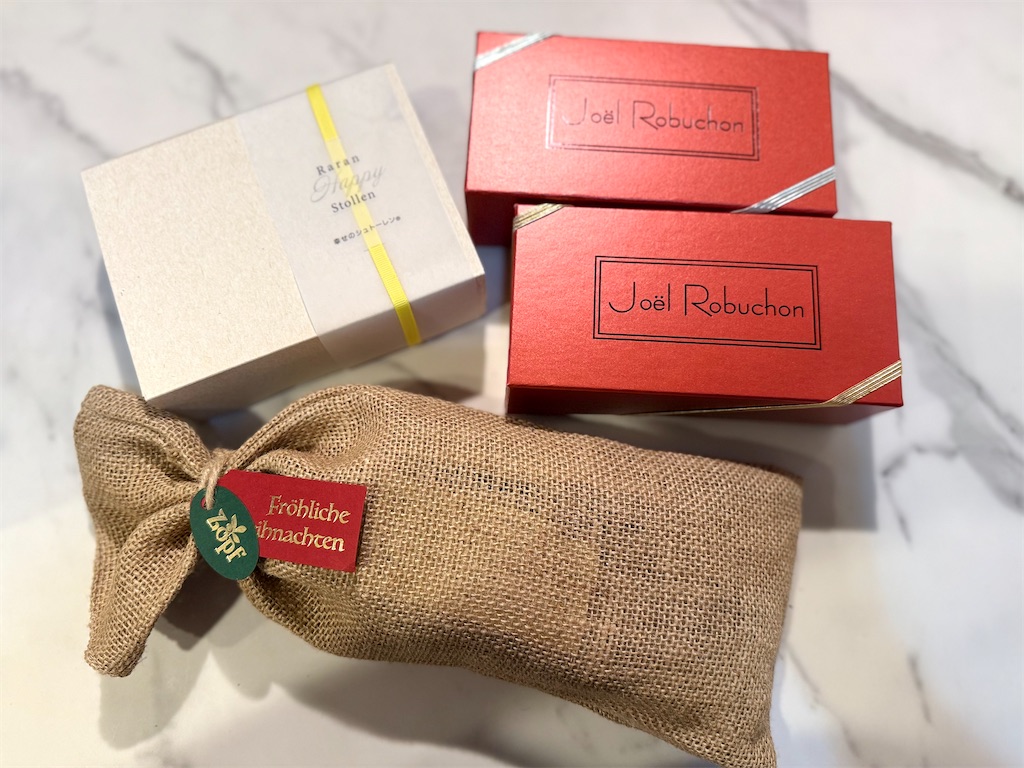 Raran
Happy
Stollen
幸せのシュトーレン®
Joël Robuchon
Joël Robuchon
Zopf
Fröhliche
ihnachten